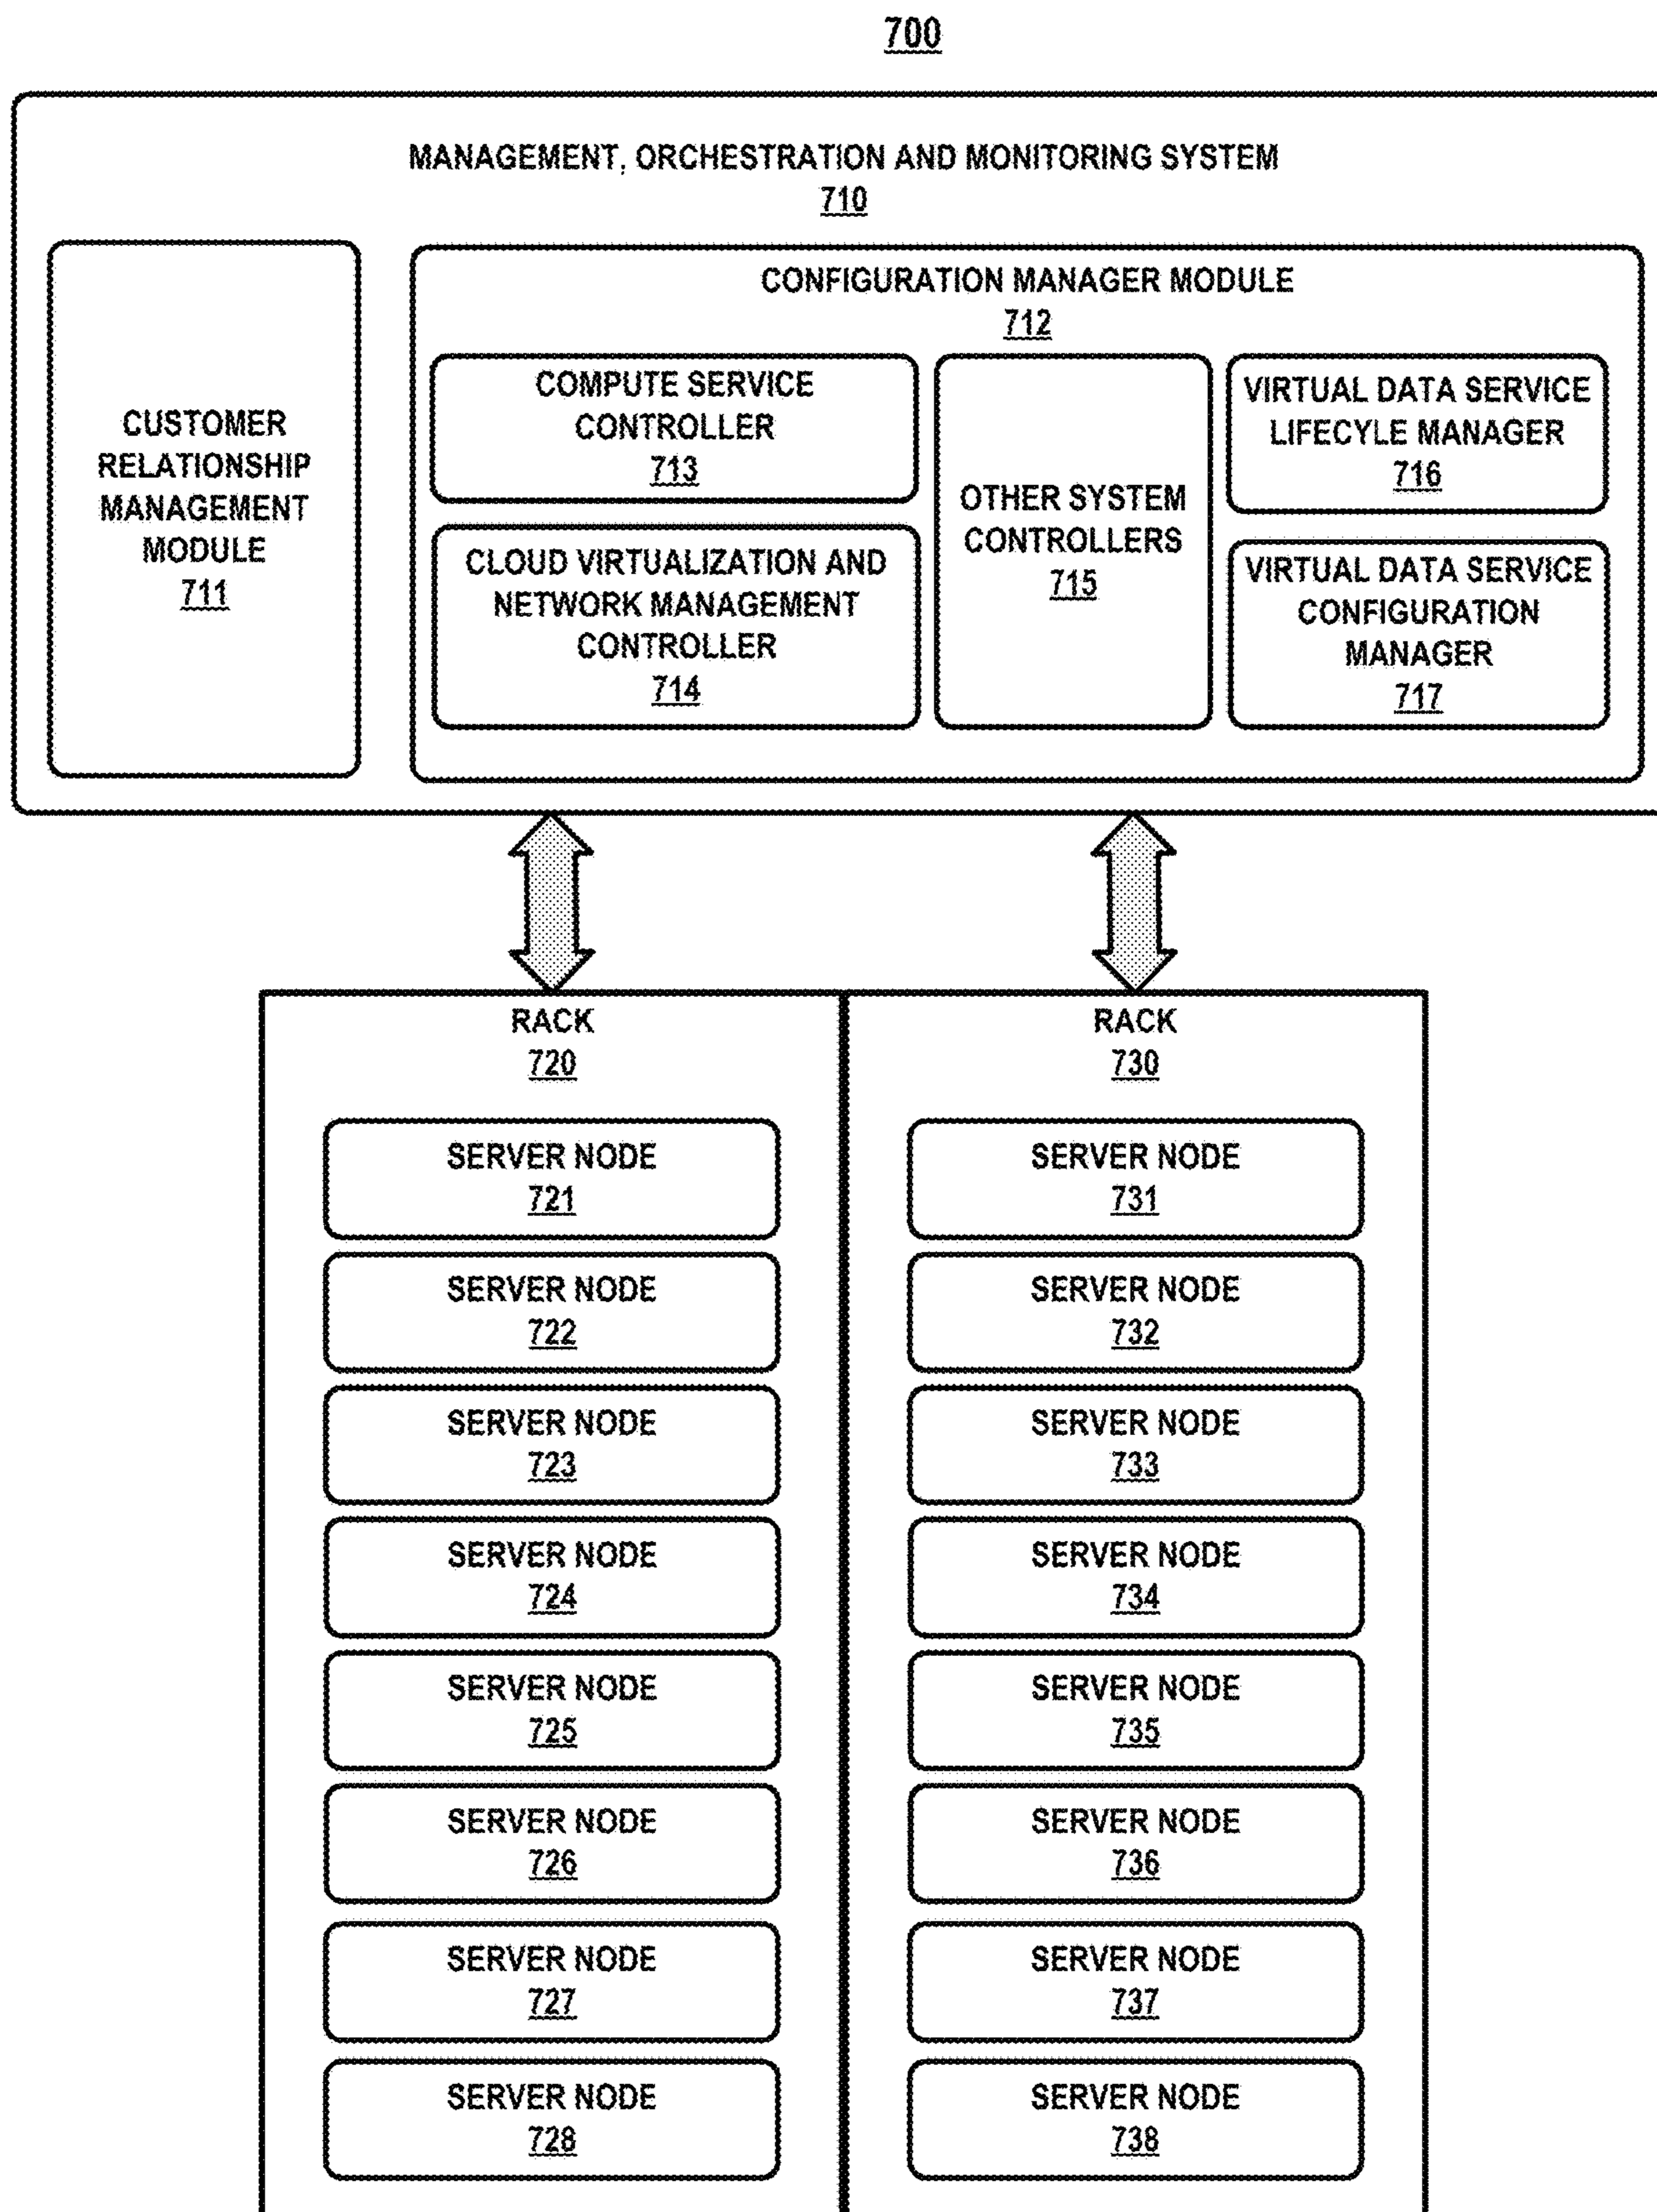 700
MANAGEMENT, ORCHESTRATION AND MONITORING SYSTEM
710
CUSTOMER
RELATIONSHIP
MANAGEMENT
MODULE
711
CONFIGURATION MANAGER MODULE
712
COMPUTE SERVICE
CONTROLLER
713
CLOUD VIRTUALIZATION AND
NETWORK MANAGEMENT
CONTROLLER
714
OTHER SYSTEM
CONTROLLERS
715
VIRTUAL DATA SERVICE
LIFECYLE MANAGER
716
VIRTUAL DATA SERVICE
CONFIGURATION
MANAGER
717
RACK
720
SERVER NODE
721
SERVER NODE
722
SERVER NODE
723
SERVER NODE
724
SERVER NODE
725
SERVER NODE
726
SERVER NODE
727
SERVER NODE
728
RACK
730
SERVER NODE
731
SERVER NODE
732
SERVER NODE
733
SERVER NODE
734
SERVER NODE
735
SERVER NODE
736
SERVER NODE
737
SERVER NODE
738